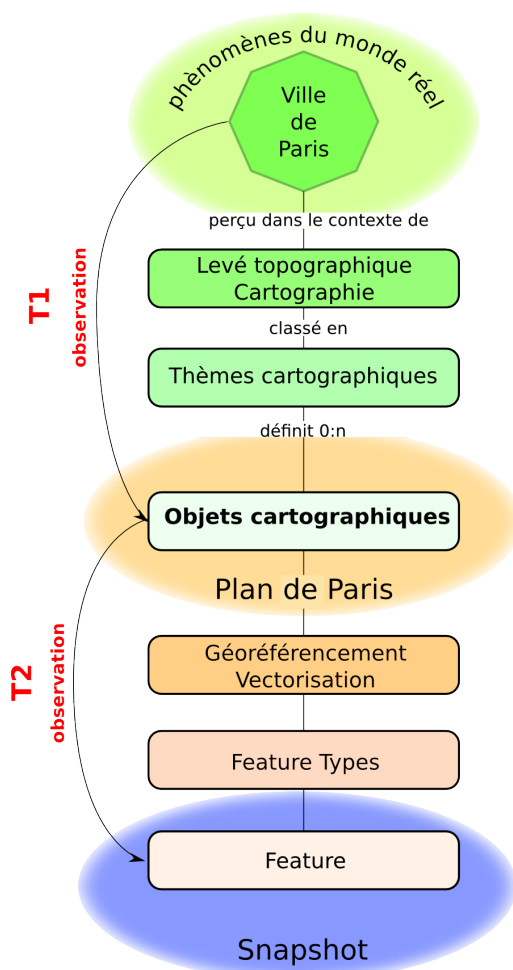 phènomènes du monde réel
Ville
de
Paris
perçu dans le contexte de
Levé topographique
Cartographie
classé en
Thèmes cartographiques
T1
observation
définit 0:n
Objets cartographiques
Plan de Paris
Géoréférencement
Vectorisation
T2
observation
Feature Types
Feature
Snapshot